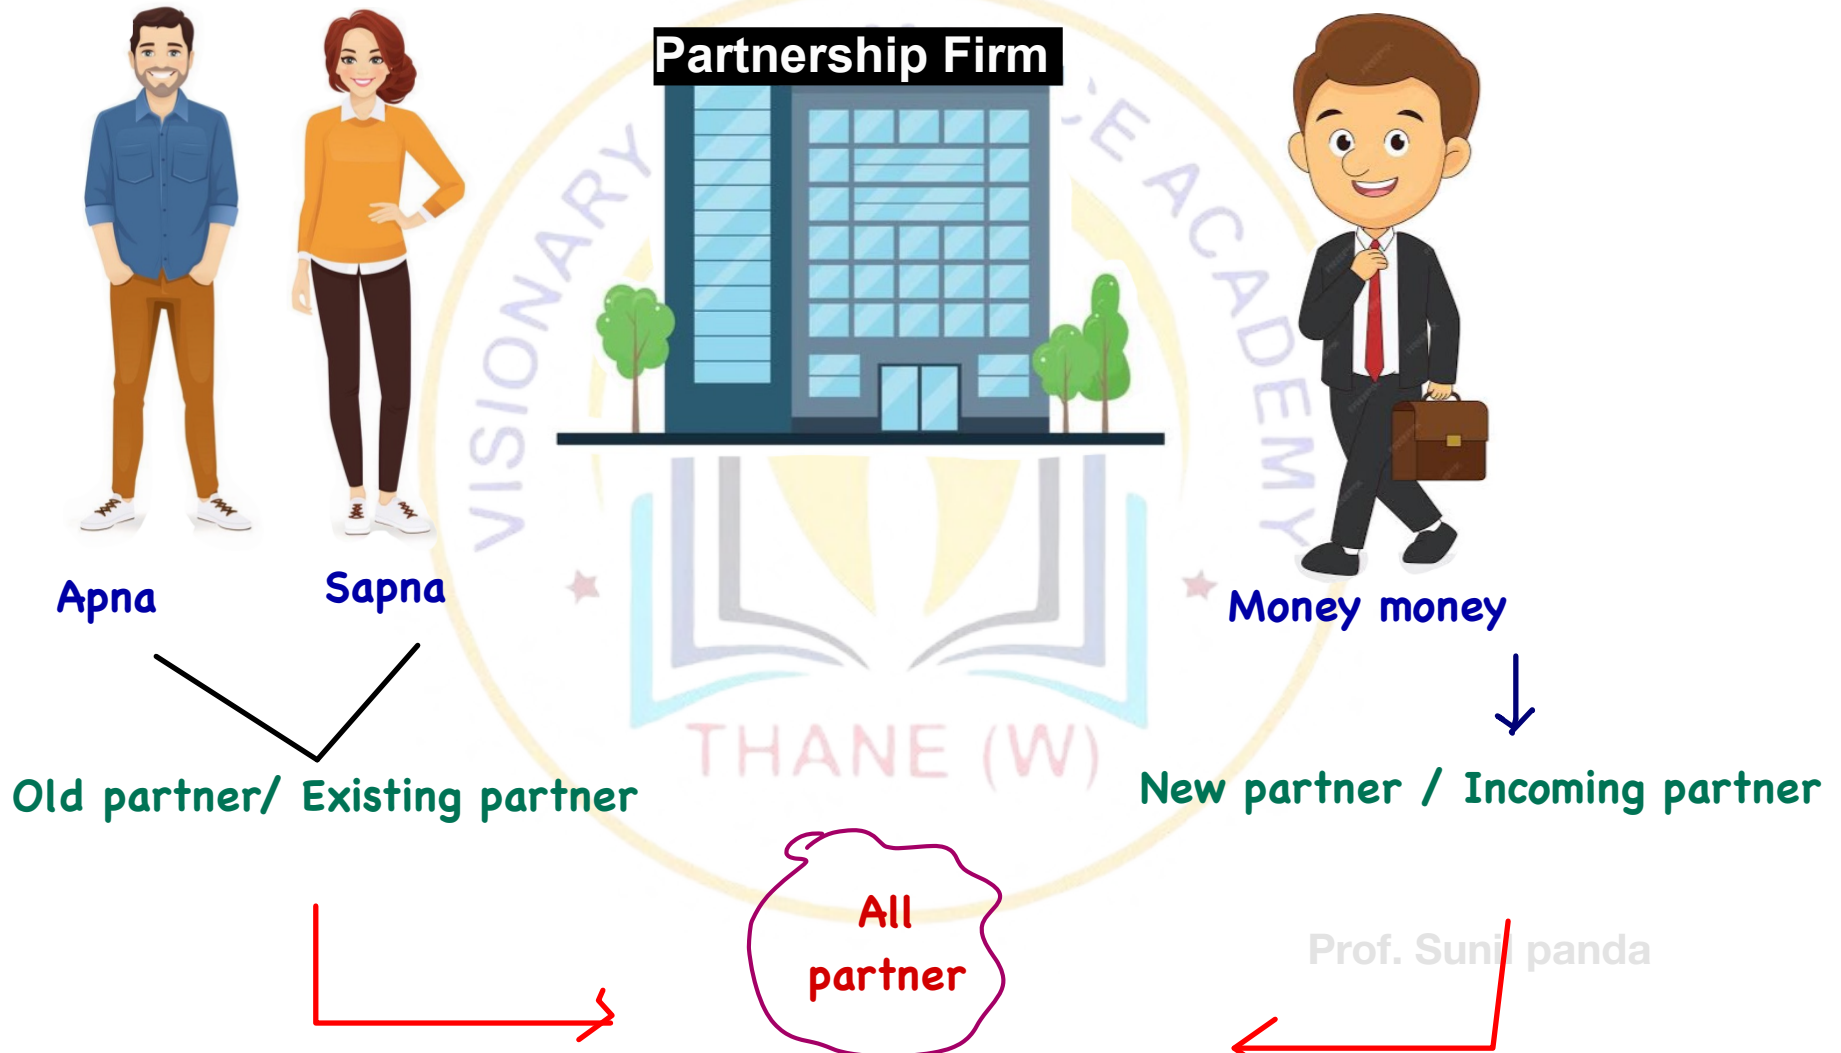 Partnership Firm
VISIONARY CE ACADEMY
Apna
Sapna
Money money
THANE (W)
Old partner/ Existing partner
New partner / Incoming partner
All
partner
Prof. Sunil panda